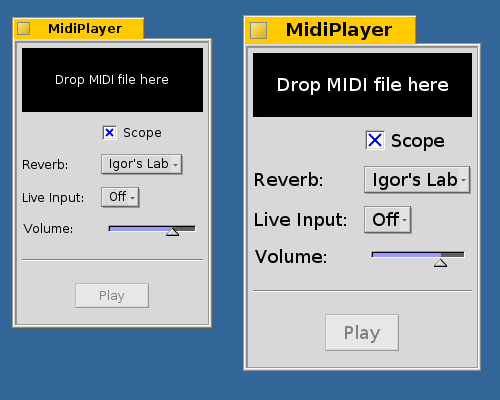 MidiPlayer
Drop MIDI file here
Scope
Reverb: Igor's Lab
Live Input: Off
Volume:
Play
MidiPlayer
Drop MIDI file here
Scope
Reverb: Igor's Lab
Live Input: Off
Volume:
Play